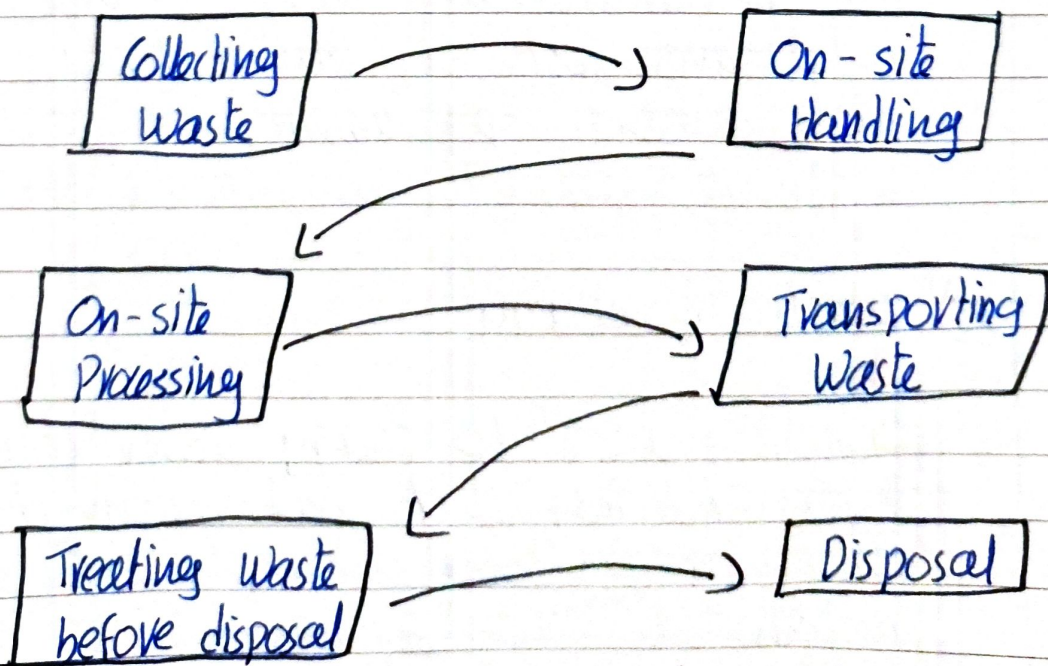 Collecting
Waste
On-site
Handling
On-site
Processing
Transporting
Waste
Treating Waste
before disposal
Disposal